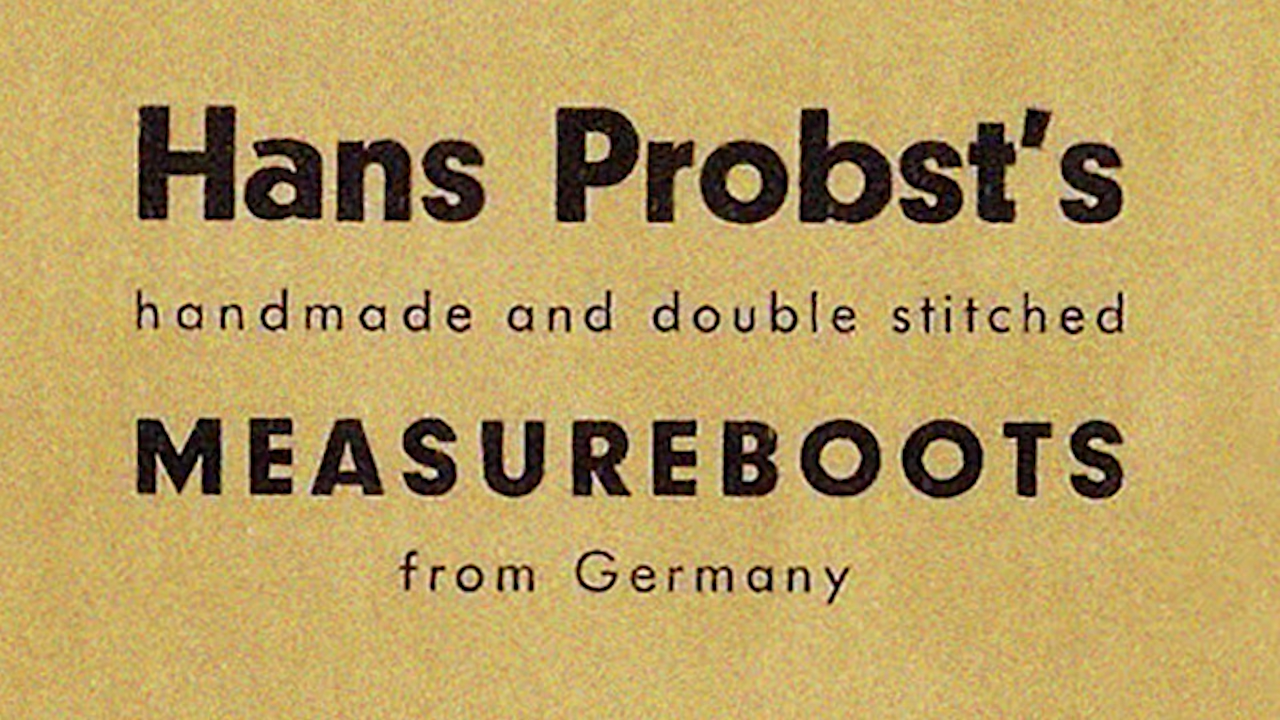 Hans Probst's
handmade and double stitched
MEASUREBOOTS
from Germany